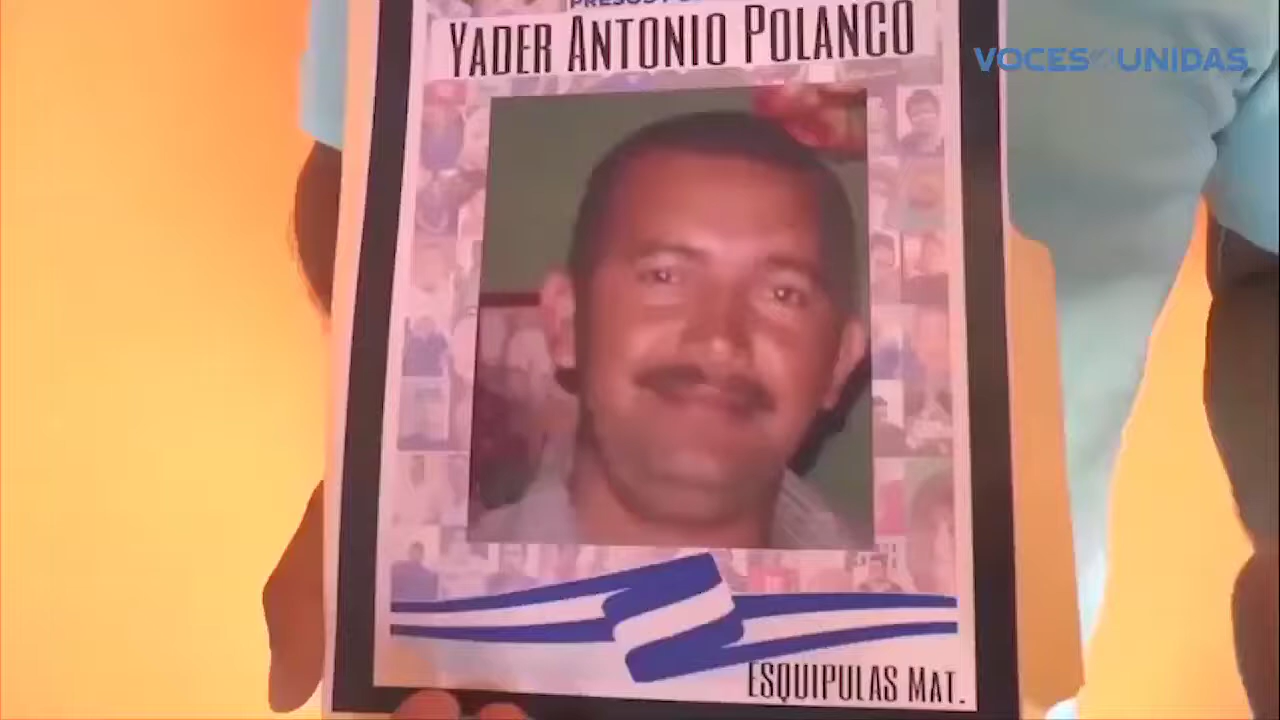 YADER ANTONIO POLANCO
VOCES UNIDAS
ESQUIPULAS MAT.